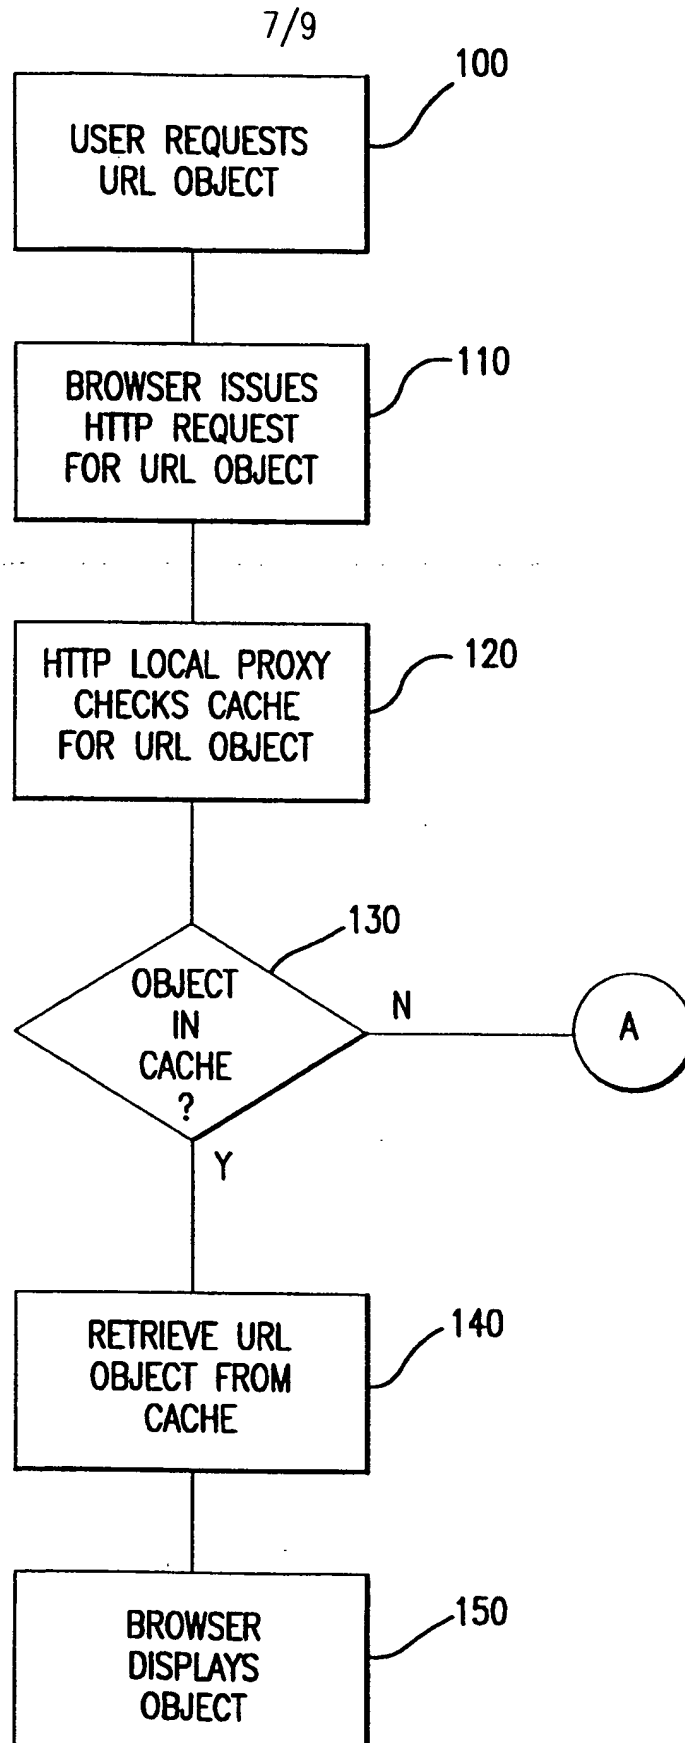 7/9
100
USER REQUESTS
URL OBJECT
110
BROWSER ISSUES
HTTP REQUEST
FOR URL OBJECT
120
HTTP LOCAL PROXY
CHECKS CACHE
FOR URL OBJECT
130
OBJECT
IN
CACHE
?
N
A
Y
140
RETRIEVE URL
OBJECT FROM
CACHE
150
BROWSER
DISPLAYS
OBJECT